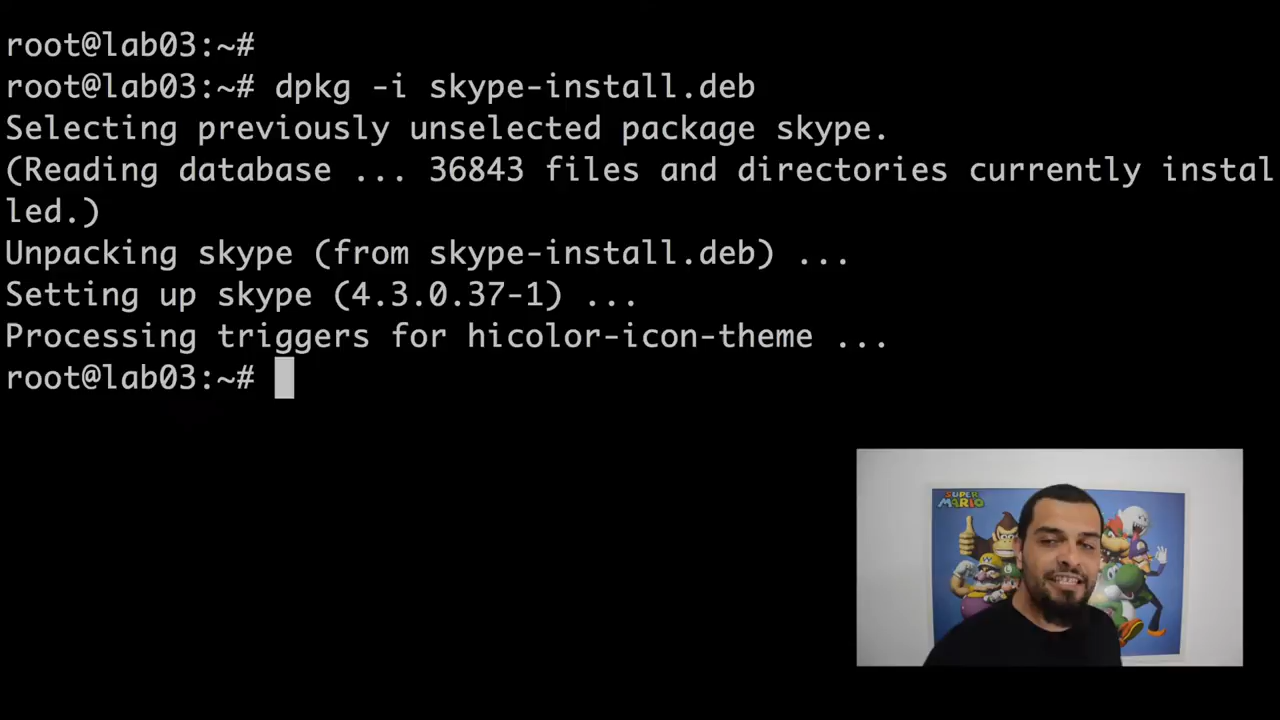 root@lab03:~#
root@lab03:~# dpkg -i skype-install.deb
Selecting previously unselected package skype.
(Reading database ... 36843 files and directories currently instal
led.)
Unpacking skype (from skype-install.deb) ...
Setting up skype (4.3.0.37-1) ...
Processing triggers for hicolor-icon-theme ...
root@lab03:~#
SUPER
MARIO